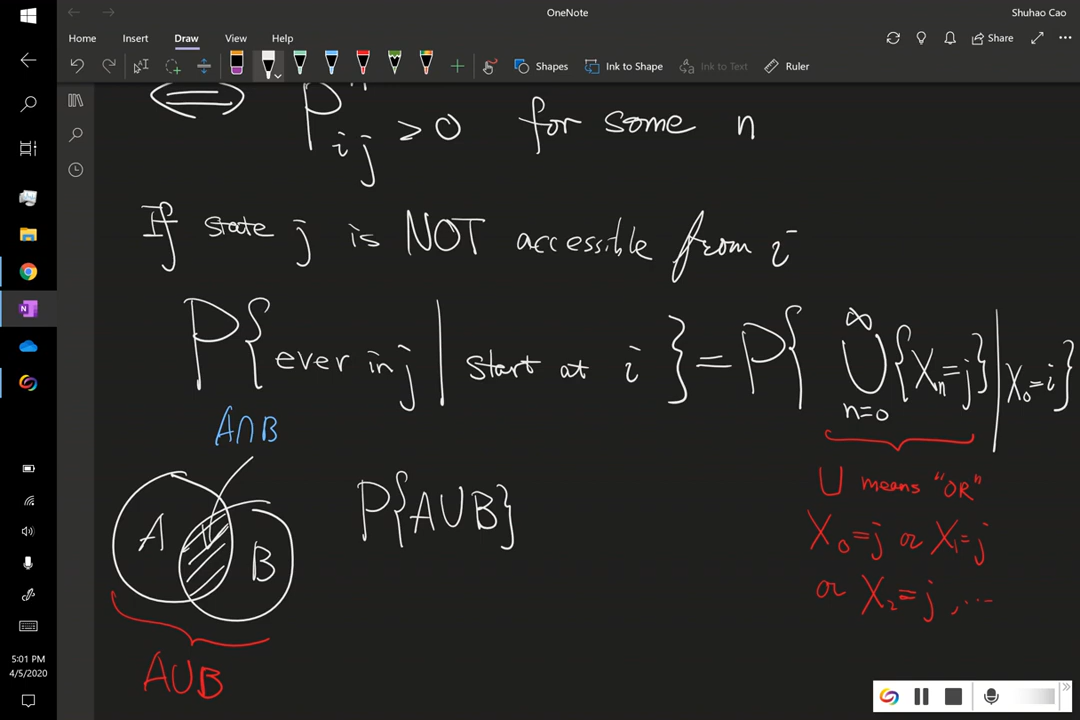 OneNote
Shuhao Cao
Home Insert Draw View Help
Share
Shapes Ink to Shape Ink to Text Ruler
⟺ P^n_{ij} > 0 for some n
If state j is NOT accessible from i
P{ever in j | start at i} = P{ ∞ ∪ n=0 {X_n = j} | X_0 = i}
A∩B
A B
A∪B
P{A∪B}
U means "OR"
X_0 = j or X_1 = j
or X_2 = j , ...
5:01 PM
4/5/2020